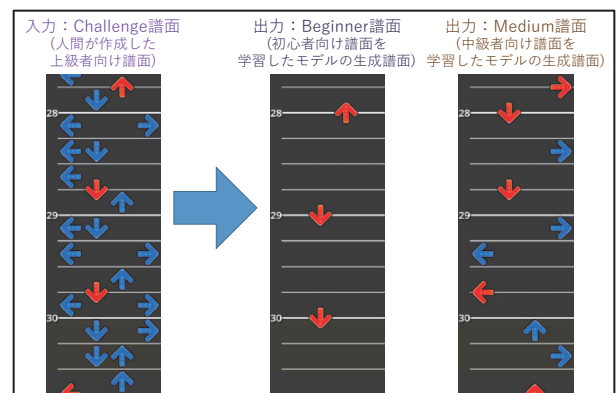 入力：Challenge譜面
(人間が作成した
上級者向け譜面)
出力：Beginner譜面
(初心者向け譜面を
学習したモデルの生成譜面)
出力：Medium譜面
(中級者向け譜面を
学習したモデルの生成譜面)
28
29
30
28
29
30
28
29
30